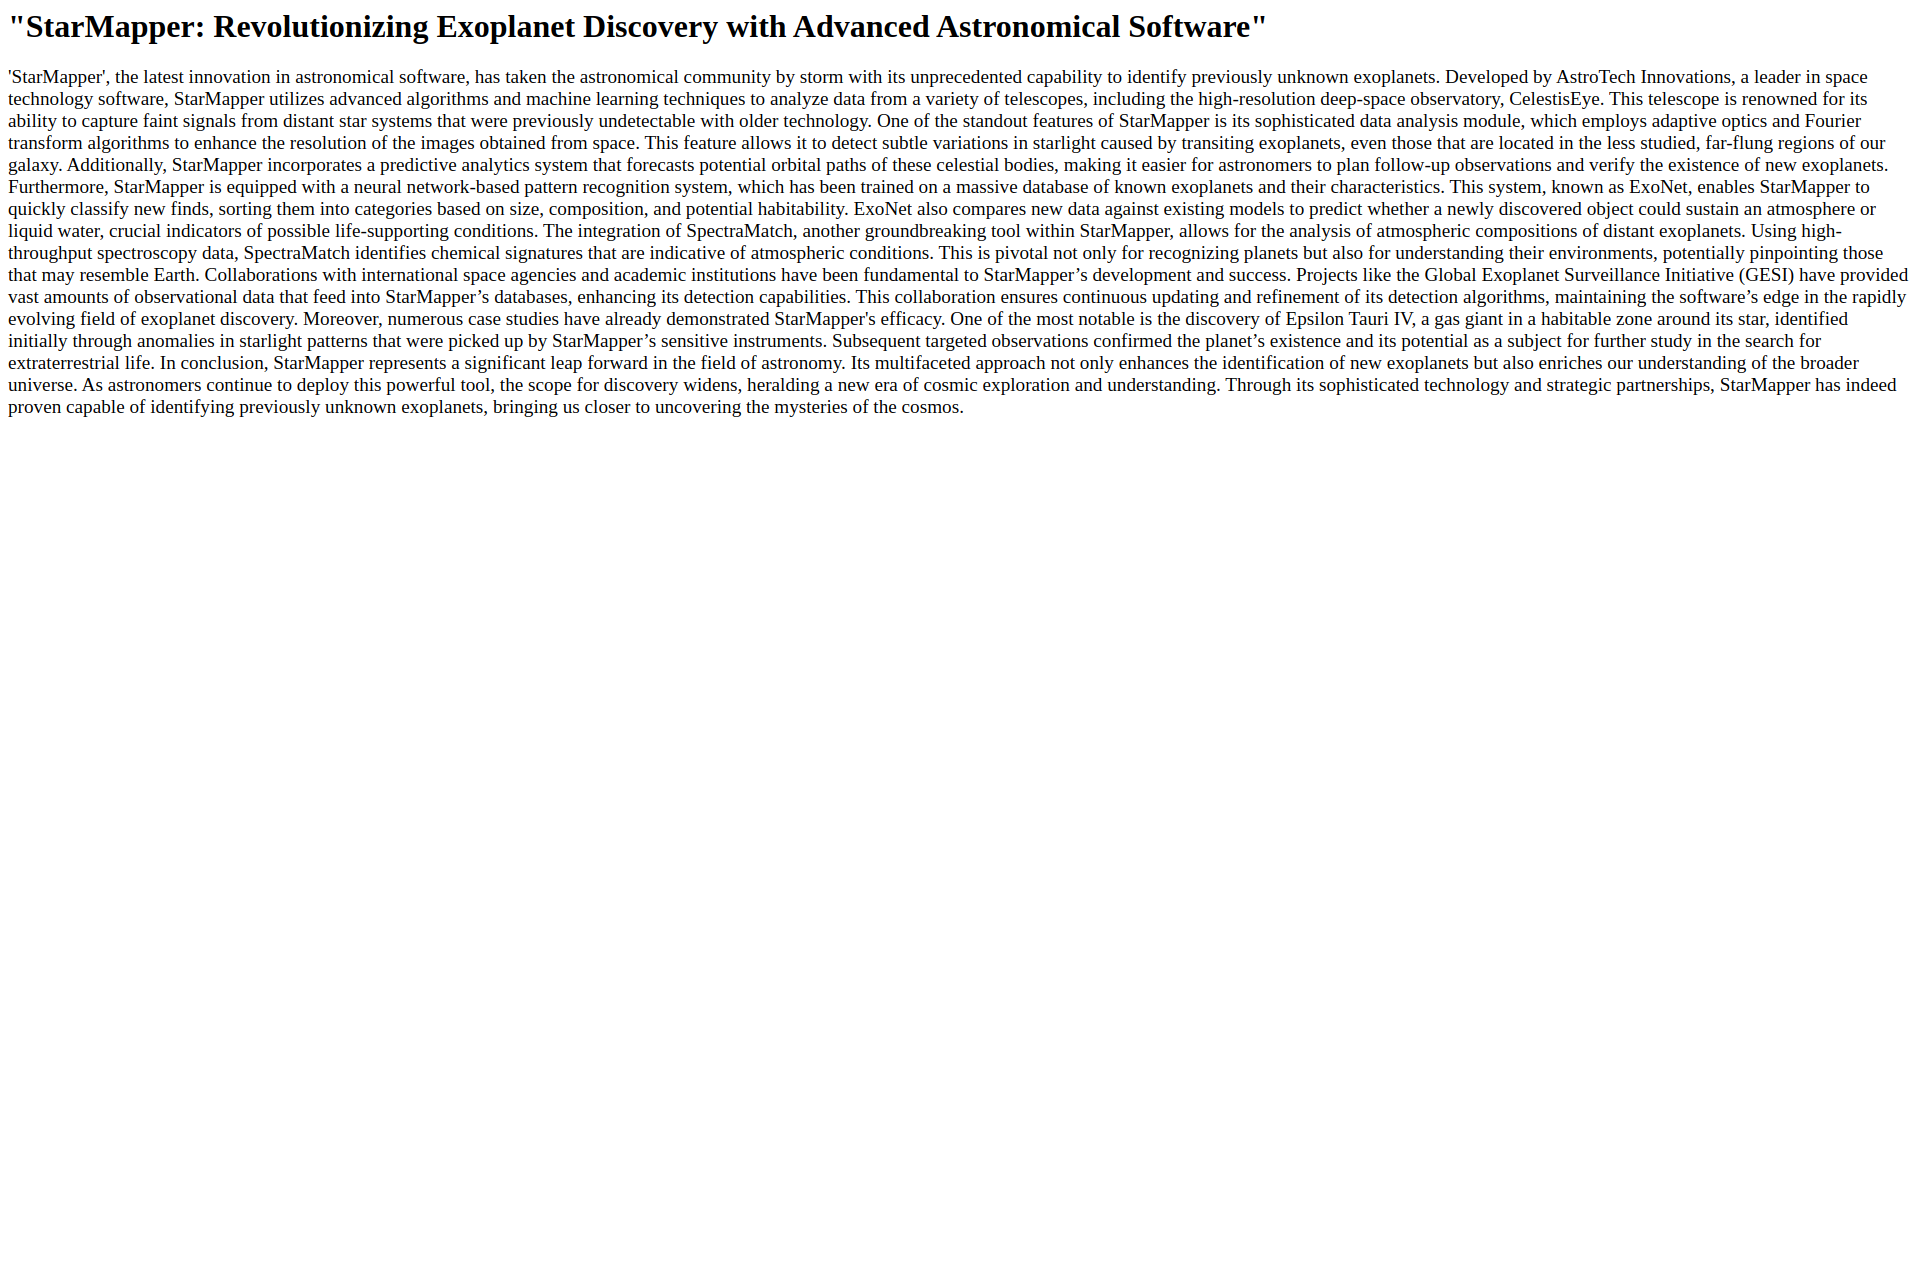 "StarMapper: Revolutionizing Exoplanet Discovery with Advanced Astronomical Software"
'StarMapper', the latest innovation in astronomical software, has taken the astronomical community by storm with its unprecedented capability to identify previously unknown exoplanets. Developed by AstroTech Innovations, a leader in space
technology software, StarMapper utilizes advanced algorithms and machine learning techniques to analyze data from a variety of telescopes, including the high-resolution deep-space observatory, CelestisEye. This telescope is renowned for its
ability to capture faint signals from distant star systems that were previously undetectable with older technology. One of the standout features of StarMapper is its sophisticated data analysis module, which employs adaptive optics and Fourier
transform algorithms to enhance the resolution of the images obtained from space. This feature allows it to detect subtle variations in starlight caused by transiting exoplanets, even those that are located in the less studied, far-flung regions of our
galaxy. Additionally, StarMapper incorporates a predictive analytics system that forecasts potential orbital paths of these celestial bodies, making it easier for astronomers to plan follow-up observations and verify the existence of new exoplanets.
Furthermore, StarMapper is equipped with a neural network-based pattern recognition system, which has been trained on a massive database of known exoplanets and their characteristics. This system, known as ExoNet, enables StarMapper to
quickly classify new finds, sorting them into categories based on size, composition, and potential habitability. ExoNet also compares new data against existing models to predict whether a newly discovered object could sustain an atmosphere or
liquid water, crucial indicators of possible life-supporting conditions. The integration of SpectraMatch, another groundbreaking tool within StarMapper, allows for the analysis of atmospheric compositions of distant exoplanets. Using high-
throughput spectroscopy data, SpectraMatch identifies chemical signatures that are indicative of atmospheric conditions. This is pivotal not only for recognizing planets but also for understanding their environments, potentially pinpointing those
that may resemble Earth. Collaborations with international space agencies and academic institutions have been fundamental to StarMapper’s development and success. Projects like the Global Exoplanet Surveillance Initiative (GESI) have provided
vast amounts of observational data that feed into StarMapper’s databases, enhancing its detection capabilities. This collaboration ensures continuous updating and refinement of its detection algorithms, maintaining the software’s edge in the rapidly
evolving field of exoplanet discovery. Moreover, numerous case studies have already demonstrated StarMapper's efficacy. One of the most notable is the discovery of Epsilon Tauri IV, a gas giant in a habitable zone around its star, identified
initially through anomalies in starlight patterns that were picked up by StarMapper’s sensitive instruments. Subsequent targeted observations confirmed the planet’s existence and its potential as a subject for further study in the search for
extraterrestrial life. In conclusion, StarMapper represents a significant leap forward in the field of astronomy. Its multifaceted approach not only enhances the identification of new exoplanets but also enriches our understanding of the broader
universe. As astronomers continue to deploy this powerful tool, the scope for discovery widens, heralding a new era of cosmic exploration and understanding. Through its sophisticated technology and strategic partnerships, StarMapper has indeed
proven capable of identifying previously unknown exoplanets, bringing us closer to uncovering the mysteries of the cosmos.